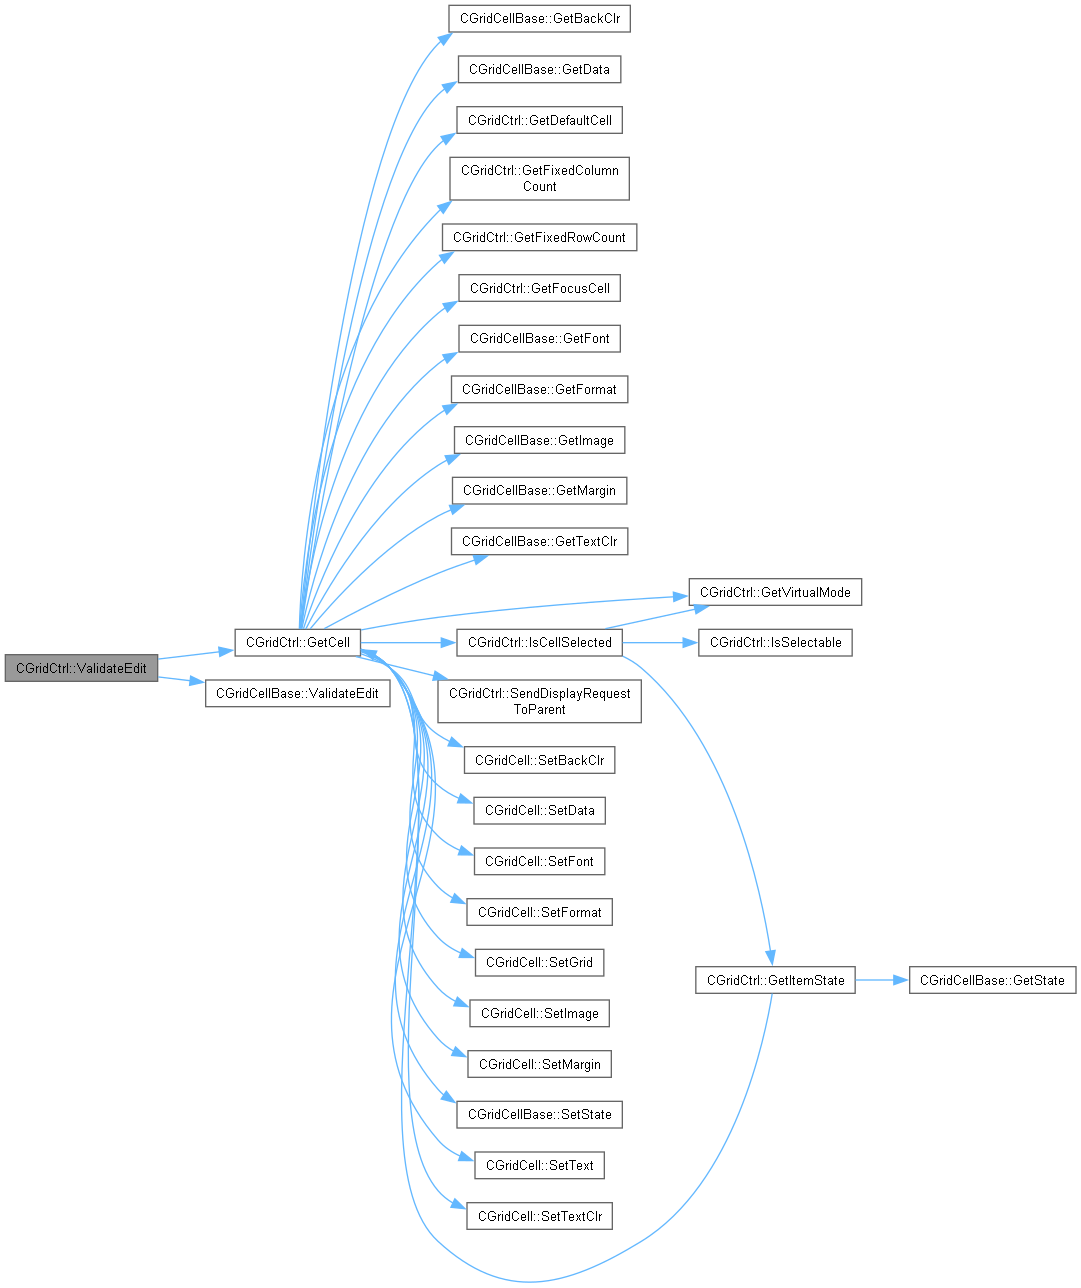 CGridCellBase::GetBackClr
CGridCellBase::GetData
CGridCtrl::GetDefaultCell
CGridCtrl::GetFixedColumn
Count
CGridCtrl::GetFixedRowCount
CGridCtrl::GetFocusCell
CGridCellBase::GetFont
CGridCellBase::GetFormat
CGridCellBase::GetImage
CGridCellBase::GetMargin
CGridCellBase::GetTextClr
CGridCtrl::GetVirtualMode
CGridCtrl::GetCell
CGridCtrl::IsCellSelected
CGridCtrl::IsSelectable
CGridCtrl::ValidateEdit
CGridCellBase::ValidateEdit
CGridCtrl::SendDisplayRequest
ToParent
CGridCell::SetBackClr
CGridCell::SetData
CGridCell::SetFont
CGridCell::SetFormat
CGridCell::SetGrid
CGridCtrl::GetItemState
CGridCellBase::GetState
CGridCell::SetImage
CGridCell::SetMargin
CGridCellBase::SetState
CGridCell::SetText
CGridCell::SetTextClr